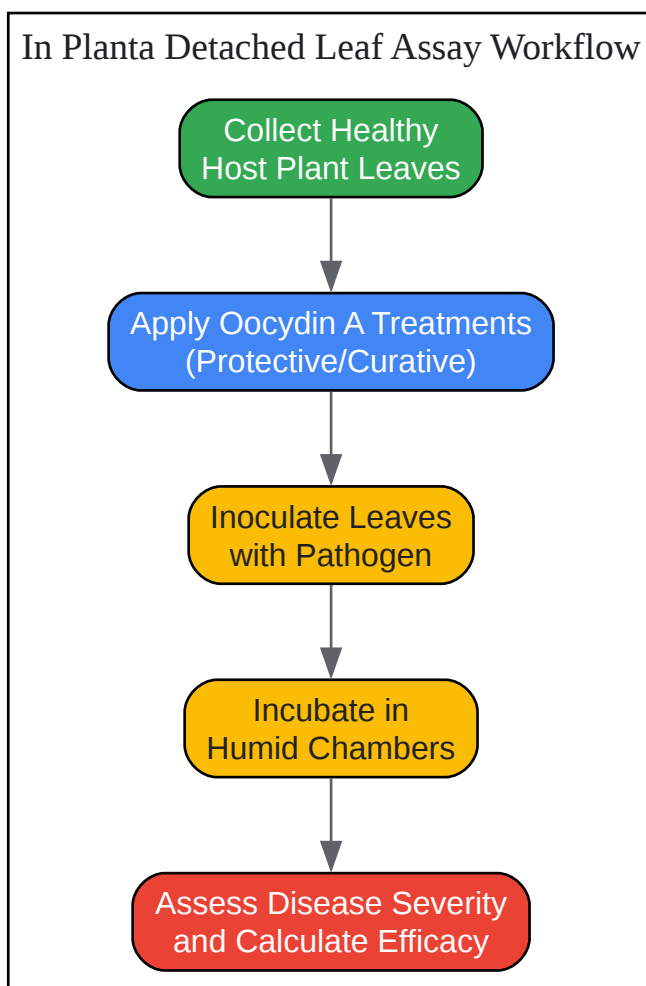 In Planta Detached Leaf Assay Workflow
Collect Healthy
Host Plant Leaves
Apply Oocydin A Treatments
(Protective/Curative)
Inoculate Leaves
with Pathogen
Incubate in
Humid Chambers
Assess Disease Severity
and Calculate Efficacy